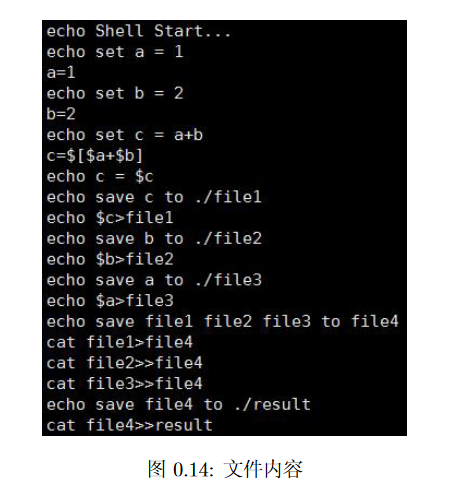 echo Shell Start...
echo set a = 1
a=1
echo set b = 2
b=2
echo set c = a+b
c=$[$a+$b]
echo c = $c
echo save c to ./file1
echo $c>file1
echo save b to ./file2
echo $b>file2
echo save a to ./file3
echo $a>file3
echo save file1 file2 file3 to file4
cat file1>file4
cat file2>>file4
cat file3>>file4
echo save file4 to ./result
cat file4>>result
图 0.14: 文件内容